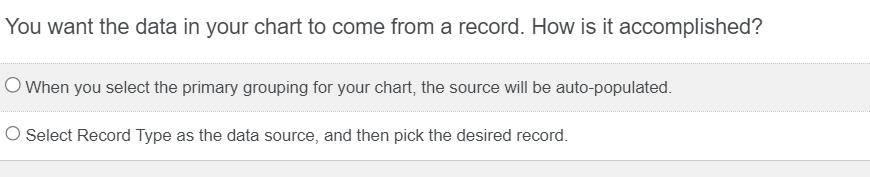 You want the data in your chart to come from a record. How is it accomplished?
When you select the primary grouping for your chart, the source will be auto-populated.
Select Record Type as the data source, and then pick the desired record.